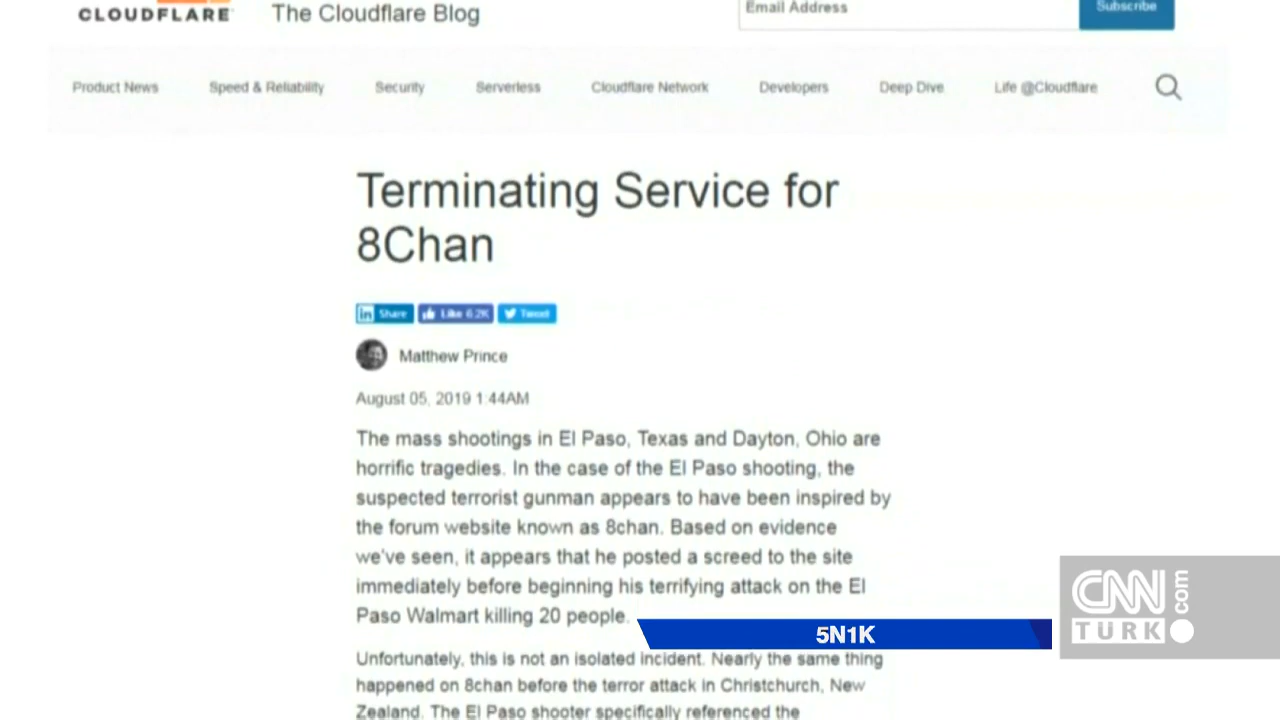 CLOUDFLARE
The Cloudflare Blog
Email Address
Subscribe
Product News
Speed & Reliability
Security
Serverless
Cloudflare Network
Developers
Deep Dive
Life @Cloudflare
Terminating Service for
8Chan
in Share
Like 6.2K
Tweet
Matthew Prince
August 05, 2019 1:44AM
The mass shootings in El Paso, Texas and Dayton, Ohio are
horrific tragedies. In the case of the El Paso shooting, the
suspected terrorist gunman appears to have been inspired by
the forum website known as 8chan. Based on evidence
we've seen, it appears that he posted a screed to the site
immediately before beginning his terrifying attack on the El
Paso Walmart killing 20 people.
5N1K
CNN
TURK
.com
Unfortunately, this is not an isolated incident. Nearly the same thing
happened on 8chan before the terror attack in Christchurch, New
Zealand. The El Paso shooter specifically referenced the